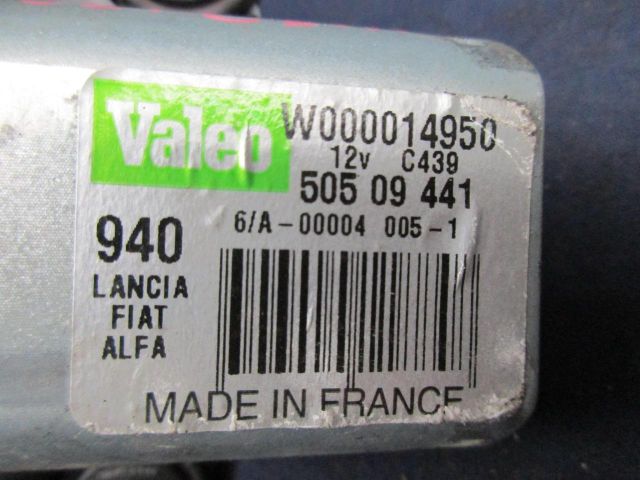 Valeo W000014950
12v C439
505 09 441
6/A-00004 005-1
940
LANCIA
FIAT
ALFA
MADE IN FRANCE